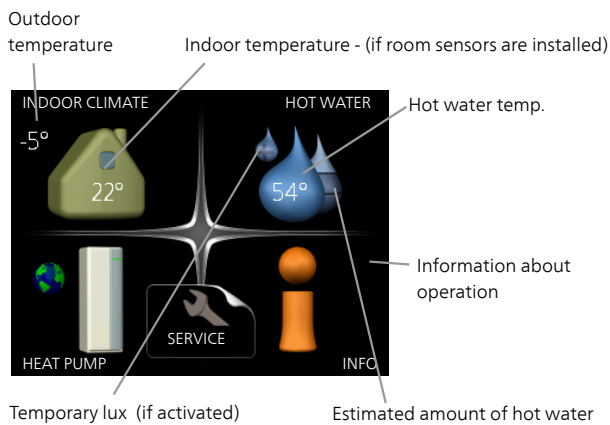 Outdoor
temperature
Indoor temperature - (if room sensors are installed)
INDOOR CLIMATE
HOT WATER
Hot water temp.
-5°
22°
54°
Information about
operation
SERVICE
HEAT PUMP
INFO
Temporary lux (if activated)
Estimated amount of hot water